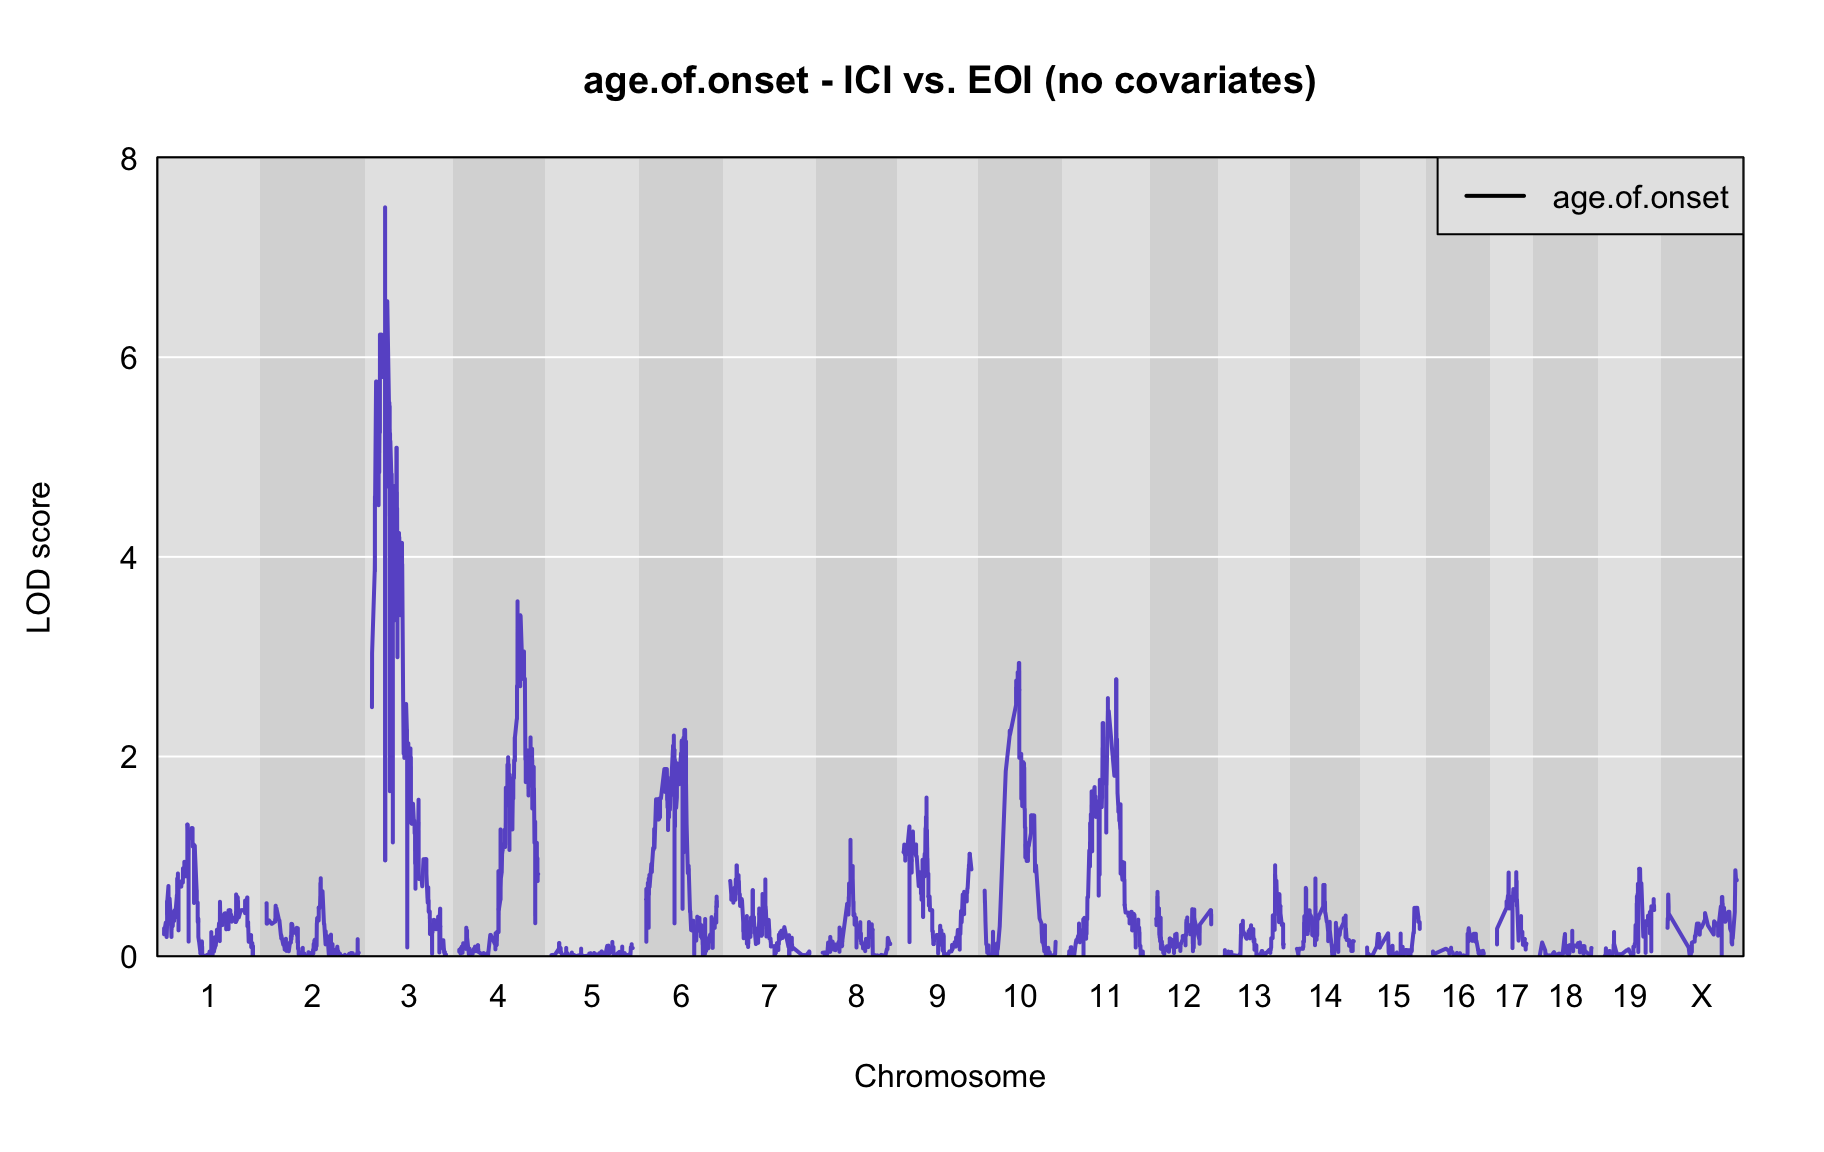 age.of.onset - ICI vs. EOI (no covariates)
age.of.onset
8
6
4
2
0
LOD score
1 2 3 4 5 6 7 8 9 10 11 12 13 14 15 16 17 18 19 X
Chromosome